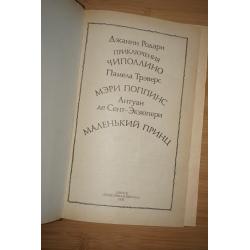 Джанни Родари
ПРИКЛЮЧЕНИЯ
ЧИПОЛЛИНО
Памела Трэверс
МЭРИ ПОППИНС
Антуан
де Сент-Экзюпери
МАЛЕНЬКИЙ ПРИНЦ